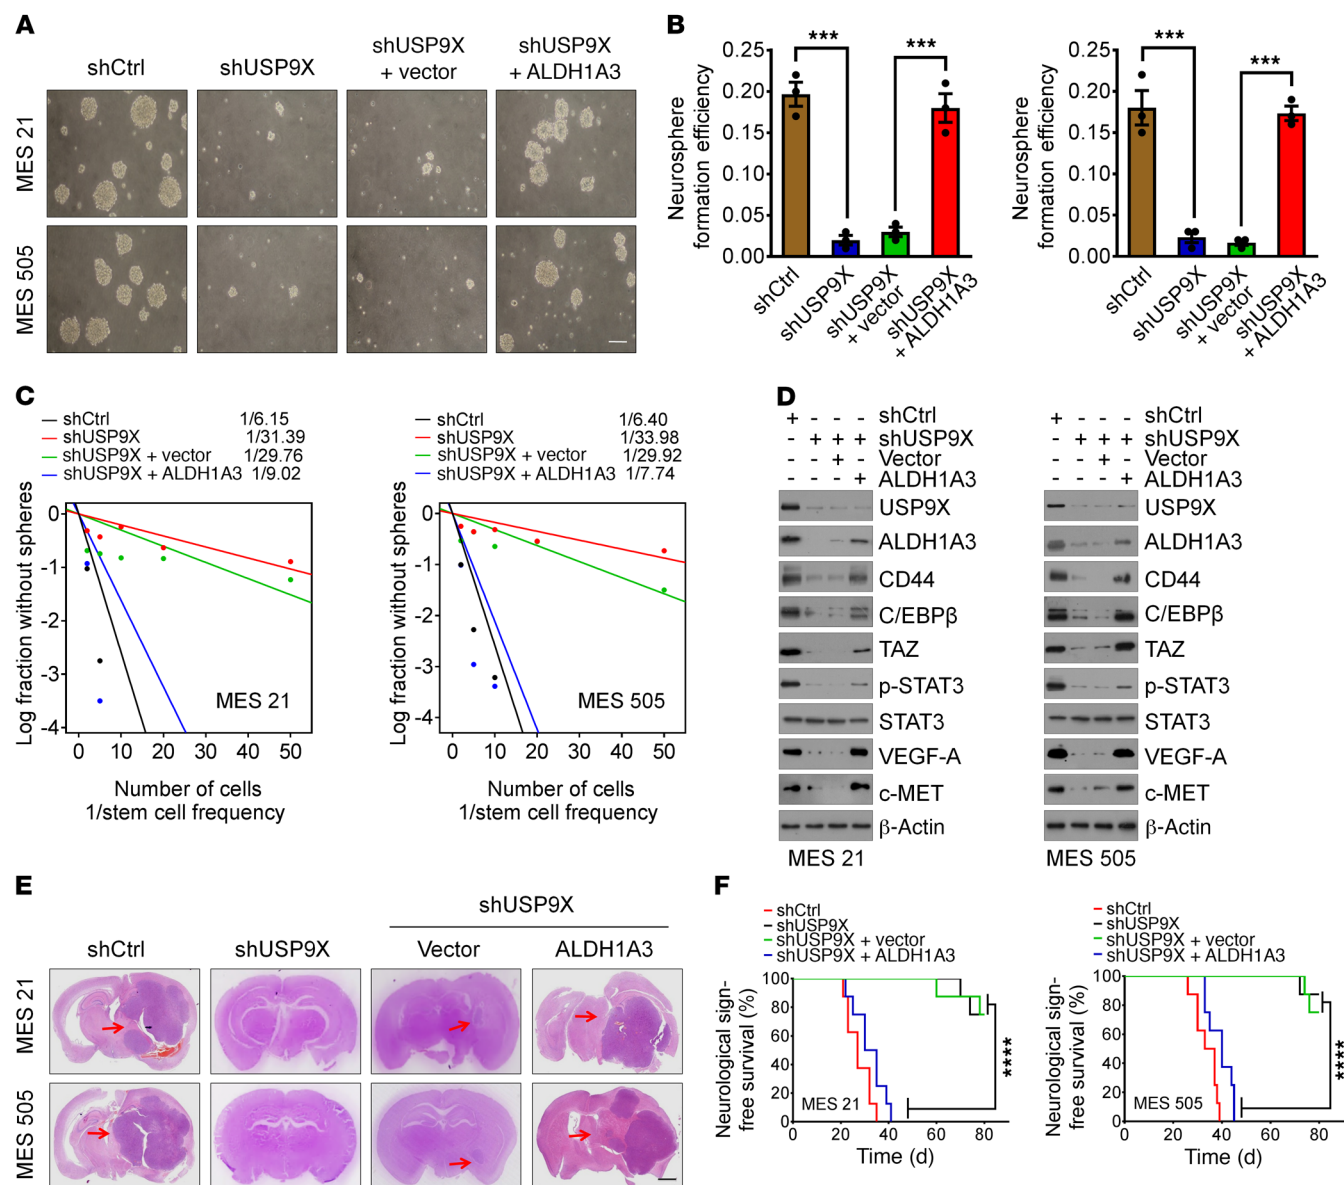 A
shCtrl
shUSP9X
shUSP9X
+ vector
shUSP9X
+ ALDH1A3
MES 21
MES 505
B
Neurosphere
formation efficiency
0.25
0.20
0.15
0.10
0.05
0.00
***
***
shCtrl
shUSP9X
shUSP9X
+ vector
shUSP9X
+ ALDH1A3
Neurosphere
formation efficiency
0.25
0.20
0.15
0.10
0.05
0.00
***
***
shCtrl
shUSP9X
shUSP9X
+ vector
shUSP9X
+ ALDH1A3
C
shCtrl 1/6.15
shUSP9X 1/31.39
shUSP9X + vector 1/29.76
shUSP9X + ALDH1A3 1/9.02
Log fraction without spheres
0
-1
-2
-3
-4
MES 21
0 10 20 30 40 50
Number of cells
1/stem cell frequency
shCtrl 1/6.40
shUSP9X 1/33.98
shUSP9X + vector 1/29.92
shUSP9X + ALDH1A3 1/7.74
Log fraction without spheres
0
-1
-2
-3
-4
MES 505
0 10 20 30 40 50
Number of cells
1/stem cell frequency
D
+ - - - shCtrl
- + + + shUSP9X
- - + - Vector
- - - + ALDH1A3
USP9X
ALDH1A3
CD44
C/EBPβ
TAZ
p-STAT3
STAT3
VEGF-A
c-MET
β-Actin
MES 21
+ - - - shCtrl
- + + + shUSP9X
- - + - Vector
- - - + ALDH1A3
USP9X
ALDH1A3
CD44
C/EBPβ
TAZ
p-STAT3
STAT3
VEGF-A
c-MET
β-Actin
MES 505
E
shUSP9X
shCtrl
shUSP9X
Vector
ALDH1A3
MES 21
MES 505
F
shCtrl
shUSP9X
shUSP9X + vector
shUSP9X + ALDH1A3
Neurological sign-
free survival (%)
100
80
60
40
20
0
MES 21
****
0 20 40 60 80
Time (d)
shCtrl
shUSP9X
shUSP9X + vector
shUSP9X + ALDH1A3
Neurological sign-
free survival (%)
100
80
60
40
20
0
MES 505
****
0 20 40 60 80
Time (d)